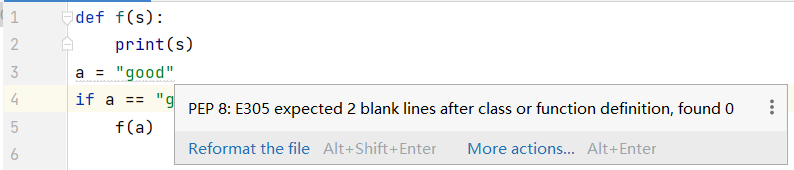 1 def f(s):
2 print(s)
3 a = "good"
4 if a == "g
PEP 8: E305 expected 2 blank lines after class or function definition, found 0
5 f(a)
Reformat the file Alt+Shift+Enter More actions... Alt+Enter
6